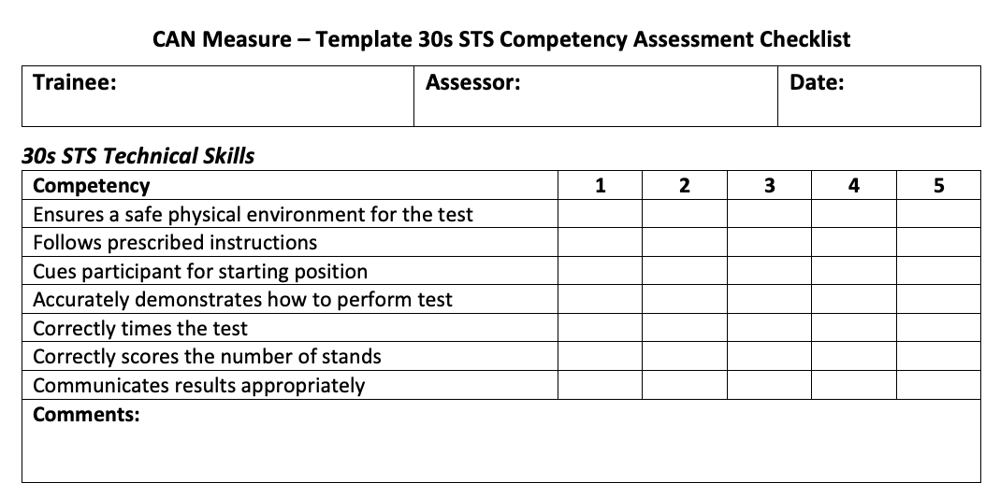 CAN Measure – Template 30s STS Competency Assessment Checklist
Trainee: Assessor: Date:
30s STS Technical Skills
Competency 1 2 3 4 5
Ensures a safe physical environment for the test
Follows prescribed instructions
Cues participant for starting position
Accurately demonstrates how to perform test
Correctly times the test
Correctly scores the number of stands
Communicates results appropriately
Comments: